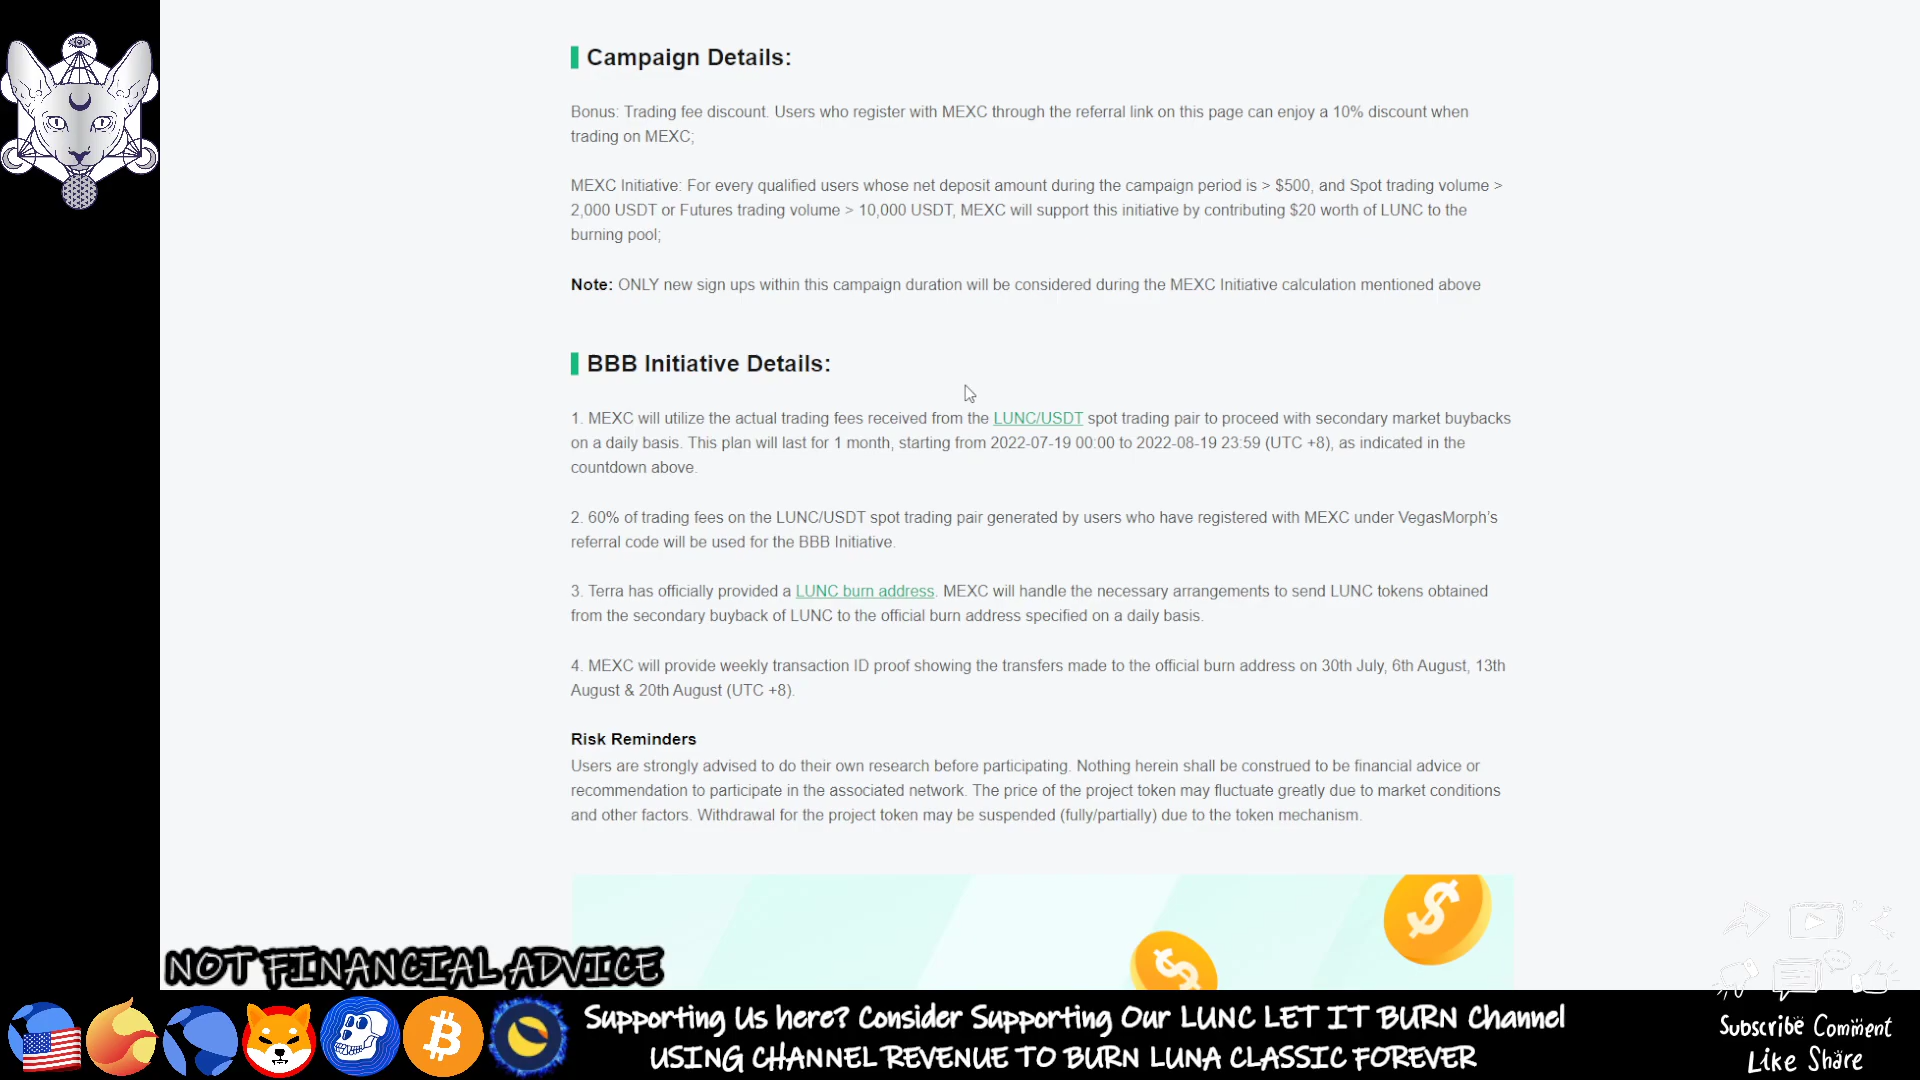 Campaign Details:
Bonus: Trading fee discount. Users who register with MEXC through the referral link on this page can enjoy a 10% discount when
trading on MEXC;
MEXC Initiative: For every qualified users whose net deposit amount during the campaign period is > $500, and Spot trading volume >
2,000 USDT or Futures trading volume > 10,000 USDT, MEXC will support this initiative by contributing $20 worth of LUNC to the
burning pool;
Note: ONLY new sign ups within this campaign duration will be considered during the MEXC Initiative calculation mentioned above
BBB Initiative Details:
1. MEXC will utilize the actual trading fees received from the LUNC/USDT spot trading pair to proceed with secondary market buybacks
on a daily basis. This plan will last for 1 month, starting from 2022-07-19 00:00 to 2022-08-19 23:59 (UTC +8), as indicated in the
countdown above.
2. 60% of trading fees on the LUNC/USDT spot trading pair generated by users who have registered with MEXC under VegasMorph's
referral code will be used for the BBB Initiative.
3. Terra has officially provided a LUNC burn address. MEXC will handle the necessary arrangements to send LUNC tokens obtained
from the secondary buyback of LUNC to the official burn address specified on a daily basis.
4. MEXC will provide weekly transaction ID proof showing the transfers made to the official burn address on 30th July, 6th August, 13th
August & 20th August (UTC +8).
Risk Reminders
Users are strongly advised to do their own research before participating. Nothing herein shall be construed to be financial advice or
recommendation to participate in the associated network. The price of the project token may fluctuate greatly due to market conditions
and other factors. Withdrawal for the project token may be suspended (fully/partially) due to the token mechanism.
NOT FINANCIAL ADVICE
Supporting Us here? Consider Supporting Our LUNC LET IT BURN Channel
USING CHANNEL REVENUE TO BURN LUNA CLASSIC FOREVER
Subscribe Comment
Like Share